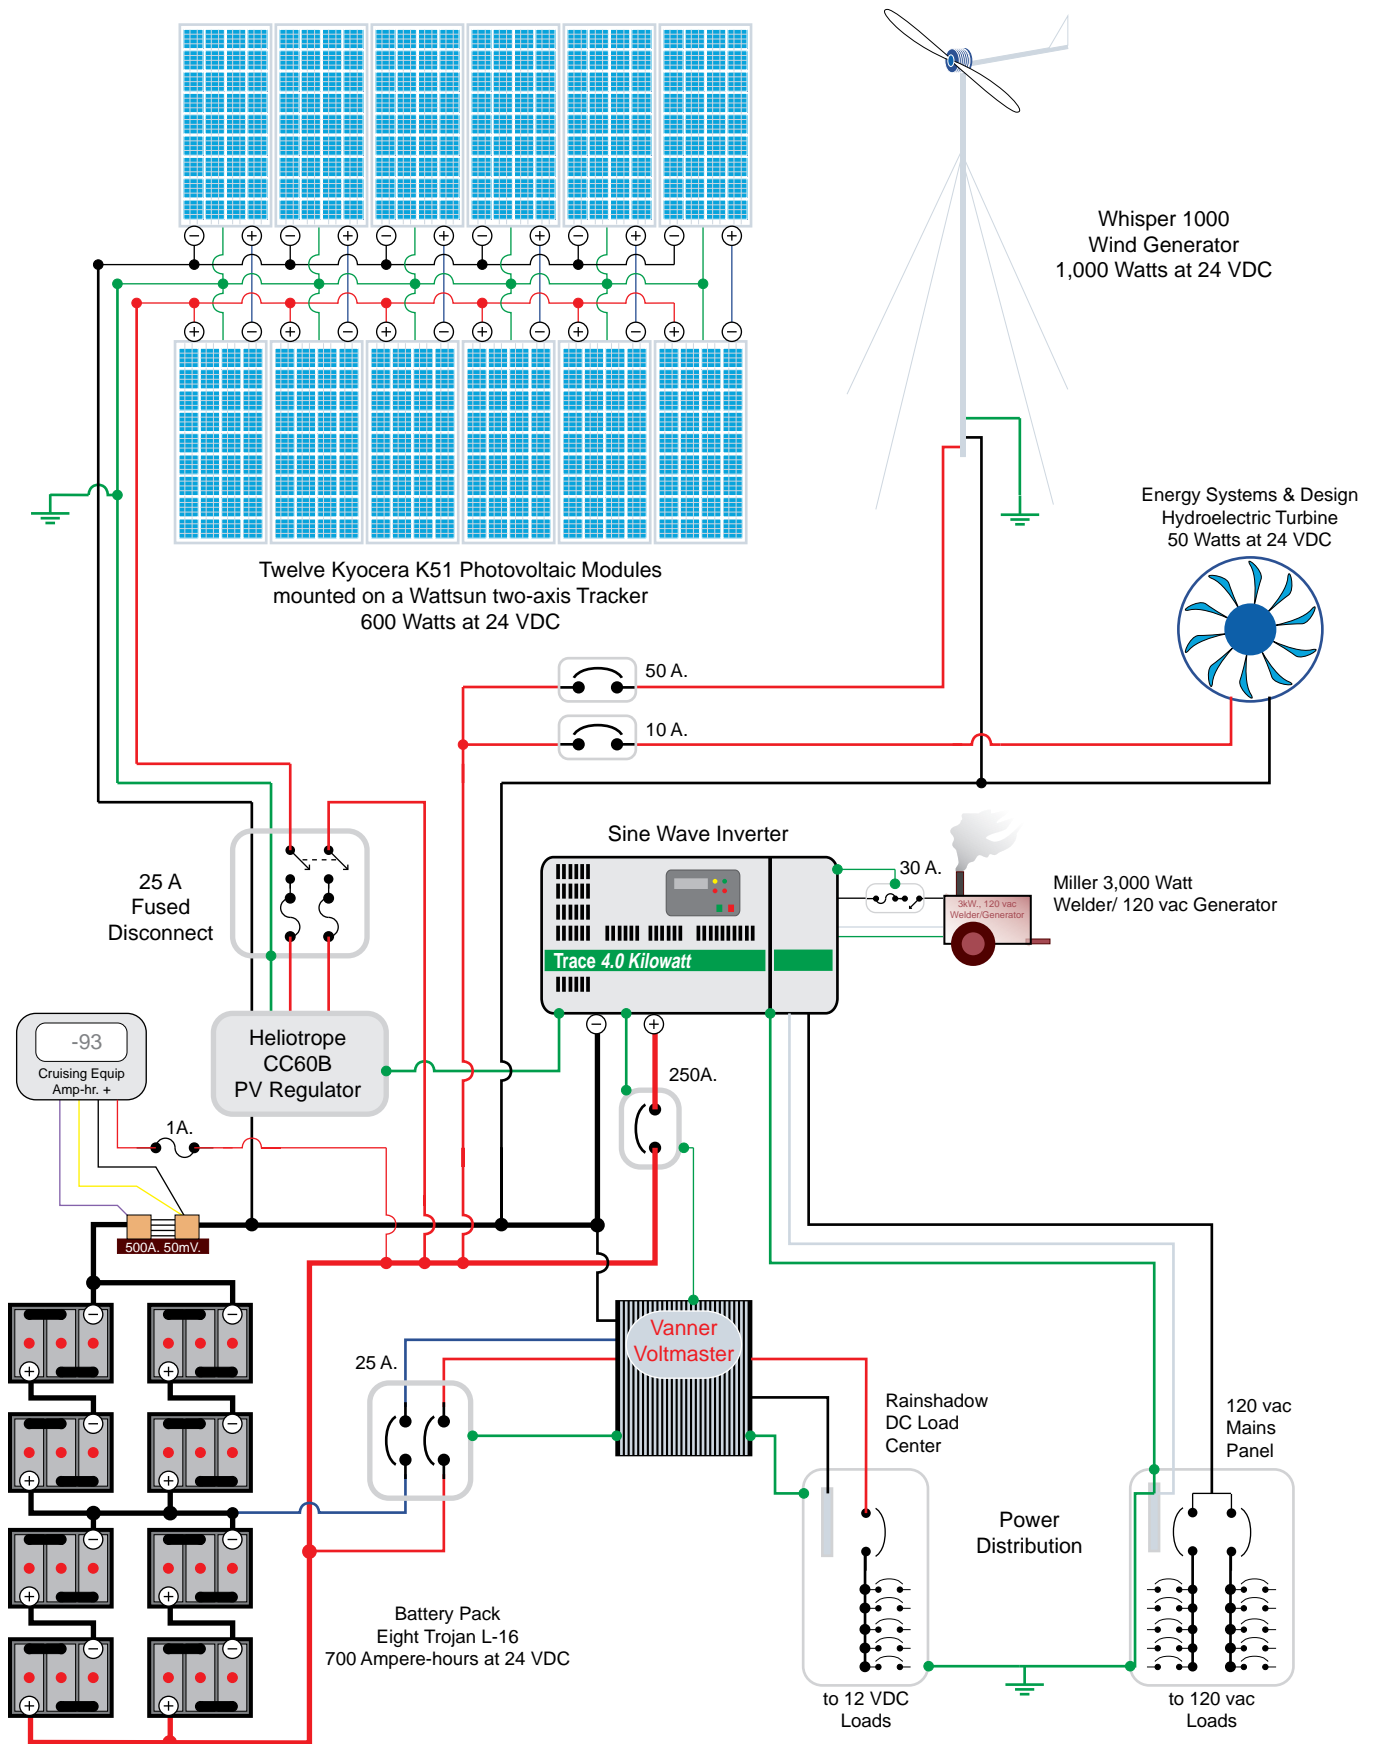 Whisper 1000
Wind Generator
1,000 Watts at 24 VDC
Energy Systems & Design
Hydroelectric Turbine
50 Watts at 24 VDC
Twelve Kyocera K51 Photovoltaic Modules
mounted on a Wattsun two-axis Tracker
600 Watts at 24 VDC
50 A.
10 A.
Sine Wave Inverter
30 A.
Miller 3,000 Watt
Welder/ 120 vac Generator
3kW., 120 vac
Welder/Generator
25 A
Fused
Disconnect
Trace 4.0 Kilowatt
-93
Cruising Equip
Amp-hr. +
Heliotrope
CC60B
PV Regulator
250A.
1A.
500A. 50mV.
Vanner
Voltmaster
25 A.
Rainshadow
DC Load
Center
120 vac
Mains
Panel
Power
Distribution
Battery Pack
Eight Trojan L-16
700 Ampere-hours at 24 VDC
to 12 VDC
Loads
to 120 vac
Loads